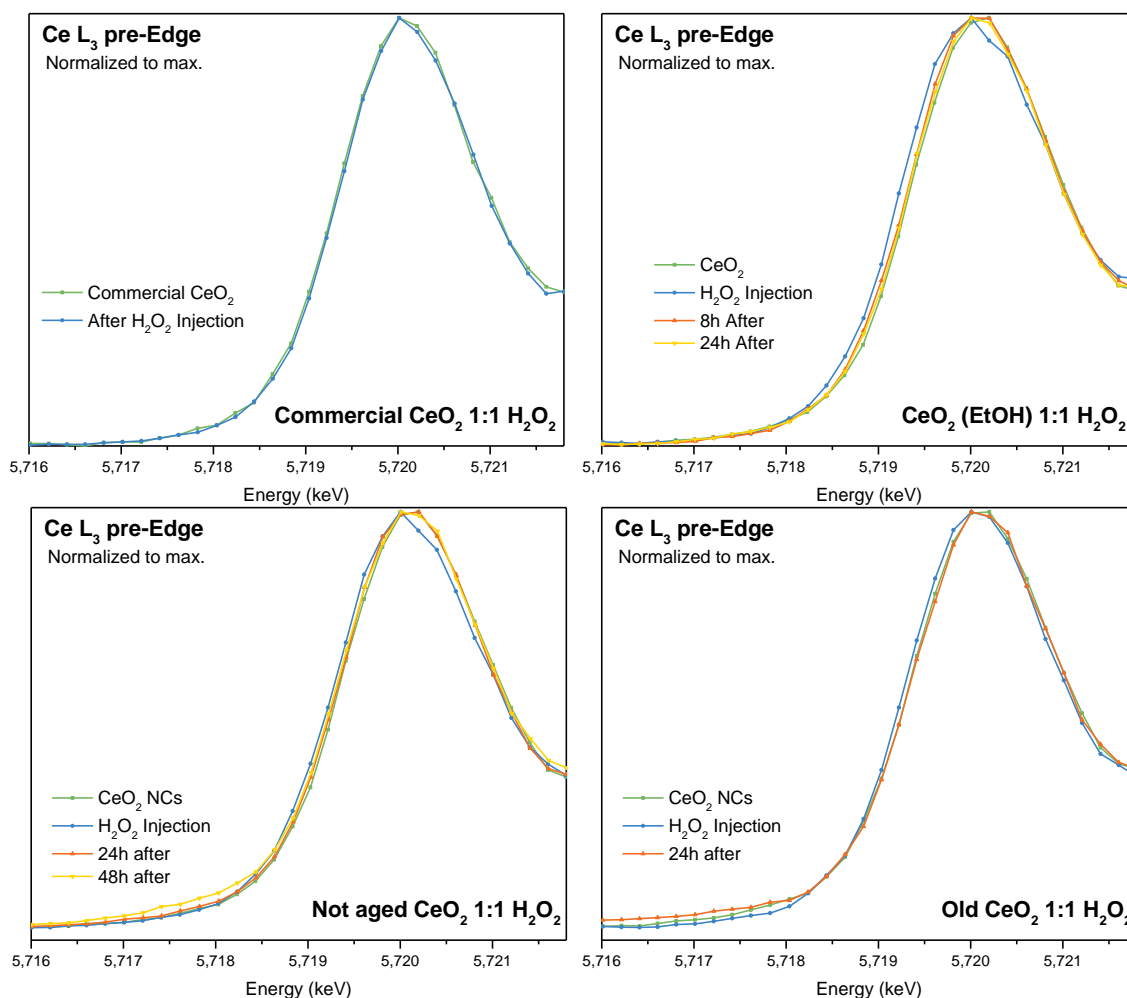 Ce L₃ pre-Edge
Normalized to max.
Commercial CeO₂
After H₂O₂ Injection
Commercial CeO₂ 1:1 H₂O₂
5,716 5,717 5,718 5,719 5,720 5,721
Energy (keV)
Ce L₃ pre-Edge
Normalized to max.
CeO₂
H₂O₂ Injection
8h After
24h After
CeO₂ (EtOH) 1:1 H₂O₂
5,716 5,717 5,718 5,719 5,720 5,721
Energy (keV)
Ce L₃ pre-Edge
Normalized to max.
CeO₂ NCs
H₂O₂ Injection
24h after
48h after
Not aged CeO₂ 1:1 H₂O₂
5,716 5,717 5,718 5,719 5,720 5,721
Energy (keV)
Ce L₃ pre-Edge
Normalized to max.
CeO₂ NCs
H₂O₂ Injection
24h after
Old CeO₂ 1:1 H₂O₂
5,716 5,717 5,718 5,719 5,720 5,721
Energy (keV)